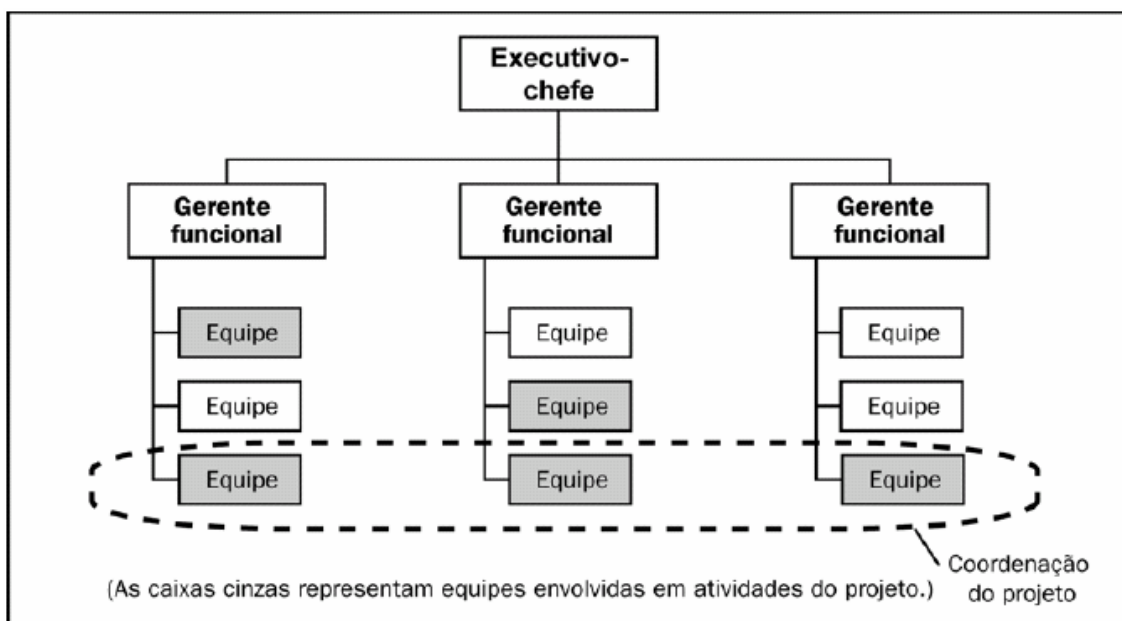 Executivo-
chefe
Gerente
funcional
Gerente
funcional
Gerente
funcional
Equipe
Equipe
Equipe
Equipe
Equipe
Equipe
Equipe
Equipe
Equipe
Coordenação
do projeto
(As caixas cinzas representam equipes envolvidas em atividades do projeto.)